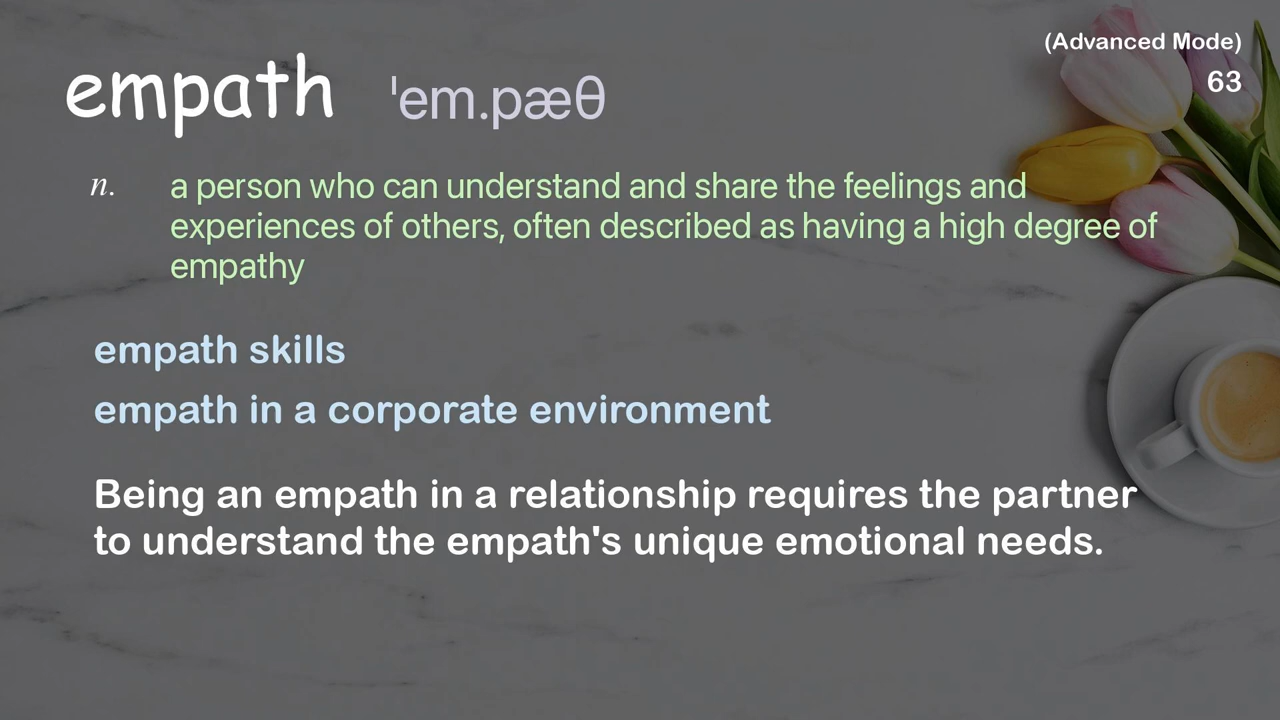 (Advanced Mode)
empath ˈem.pæθ
63
n. a person who can understand and share the feelings and
experiences of others, often described as having a high degree of
empathy
empath skills
empath in a corporate environment
Being an empath in a relationship requires the partner
to understand the empath's unique emotional needs.